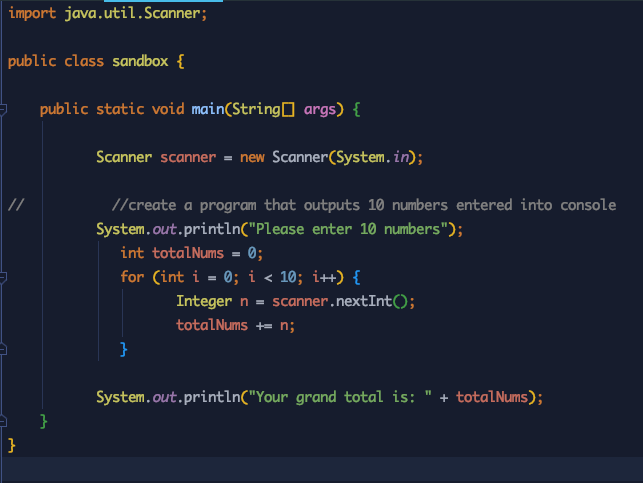 import java.util.Scanner;
public class sandbox {
public static void main(String[] args) {
Scanner scanner = new Scanner(System.in);
//          //create a program that outputs 10 numbers entered into console
System.out.println("Please enter 10 numbers");
int totalNums = 0;
for (int i = 0; i < 10; i++) {
Integer n = scanner.nextInt();
totalNums += n;
}
System.out.println("Your grand total is: " + totalNums);
}
}